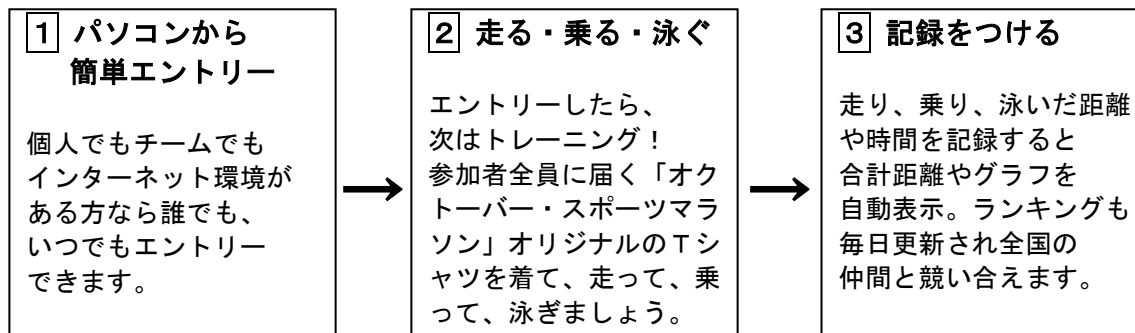 1 パソコンから
簡単エントリー
個人でもチームでも
インターネット環境が
ある方なら誰でも、
いつでもエントリー
できます。
2 走る・乗る・泳ぐ
エントリーしたら、
次はトレーニング！
参加者全員に届く「オク
トーバー・スポーツマラ
ソン」オリジナルのＴシ
ャツを着て、走って、乗
って、泳ぎましょう。
3 記録をつける
走り、乗り、泳いだ距離
や時間を記録すると
合計距離やグラフを
自動表示。ランキングも
毎日更新され全国の
仲間と競い合えます。